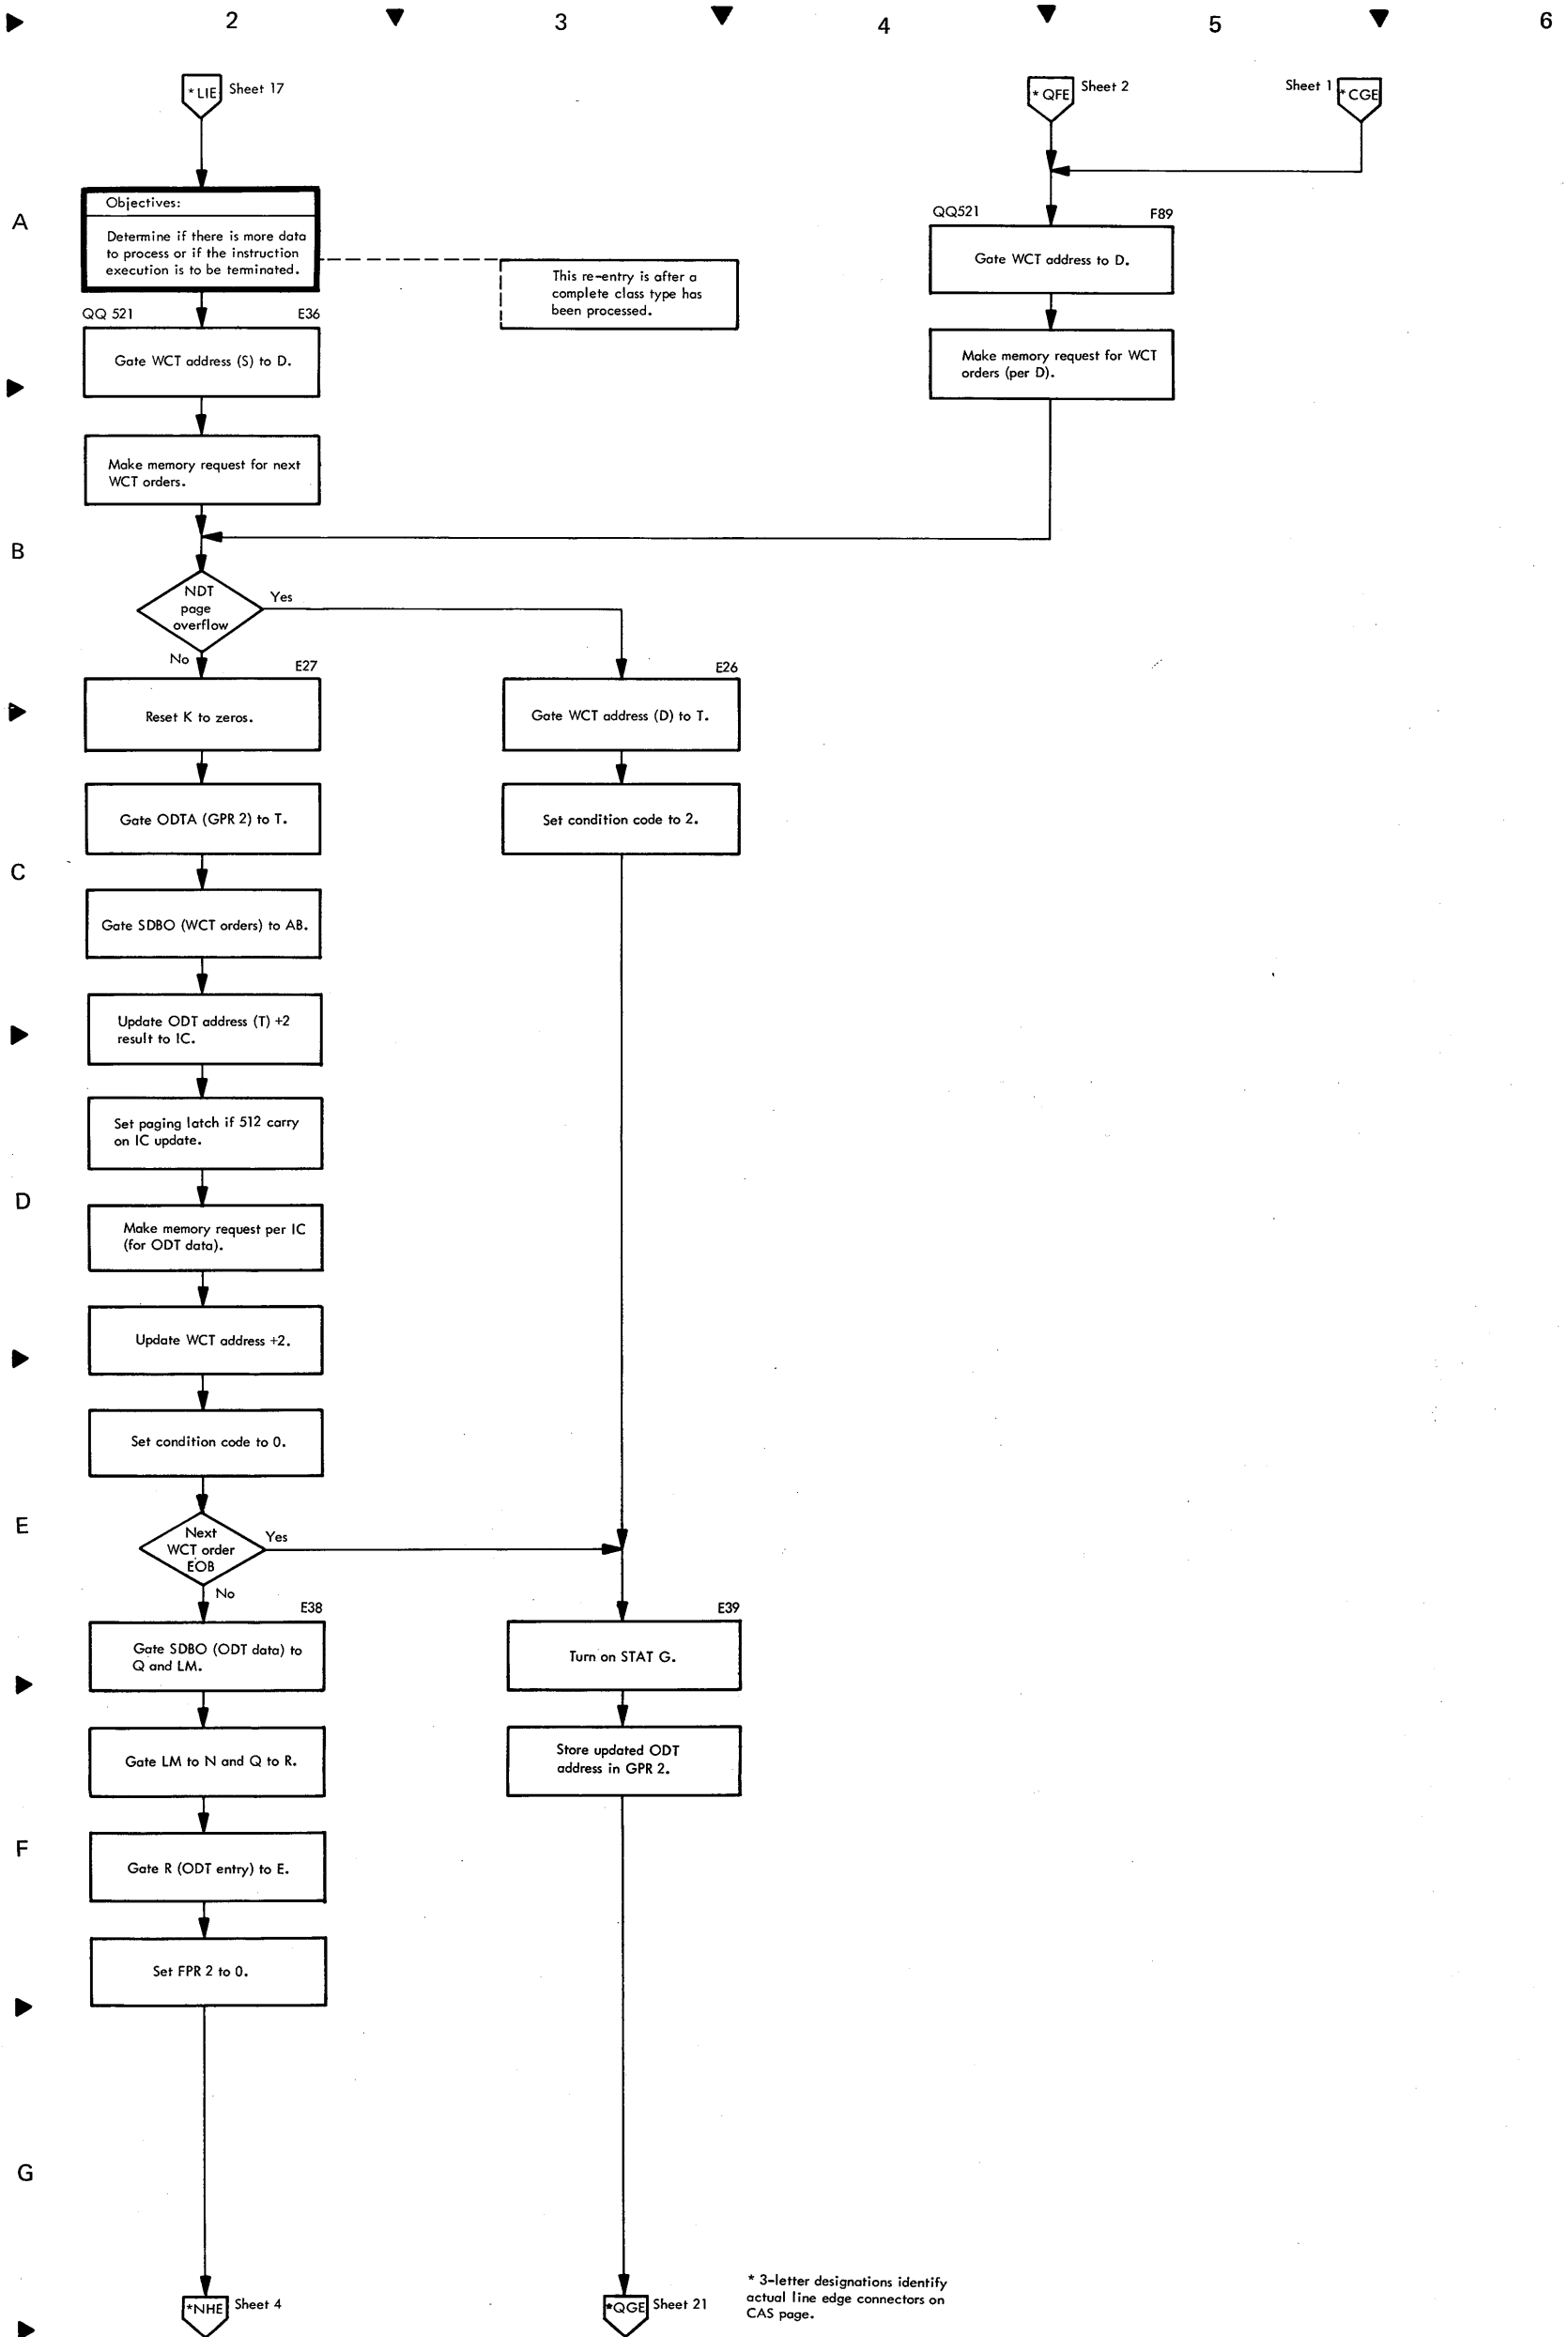 2
3
4
5
6
*LIE
Sheet 17
* QFE
Sheet 2
Sheet 1
*CGE
A
Objectives:
Determine if there is more data
to process or if the instruction
execution is to be terminated.
This re-entry is after a
complete class type has
been processed.
QQ521
F89
Gate WCT address to D.
QQ 521
E36
Gate WCT address (S) to D.
Make memory request for WCT
orders (per D).
Make memory request for next
WCT orders.
B
NDT
page
overflow
Yes
No
E27
Reset K to zeros.
E26
Gate WCT address (D) to T.
Gate ODTA (GPR 2) to T.
Set condition code to 2.
C
Gate SDBO (WCT orders) to AB.
Update ODT address (T) +2
result to IC.
Set paging latch if 512 carry
on IC update.
D
Make memory request per IC
(for ODT data).
Update WCT address +2.
Set condition code to 0.
E
Next
WCT order
EOB
Yes
No
E38
Gate SDBO (ODT data) to
Q and LM.
E39
Turn on STAT G.
Gate LM to N and Q to R.
Store updated ODT
address in GPR 2.
F
Gate R (ODT entry) to E.
Set FPR 2 to 0.
G
*NHE
Sheet 4
*QGE
Sheet 21
* 3-letter designations identify
actual line edge connectors on
CAS page.